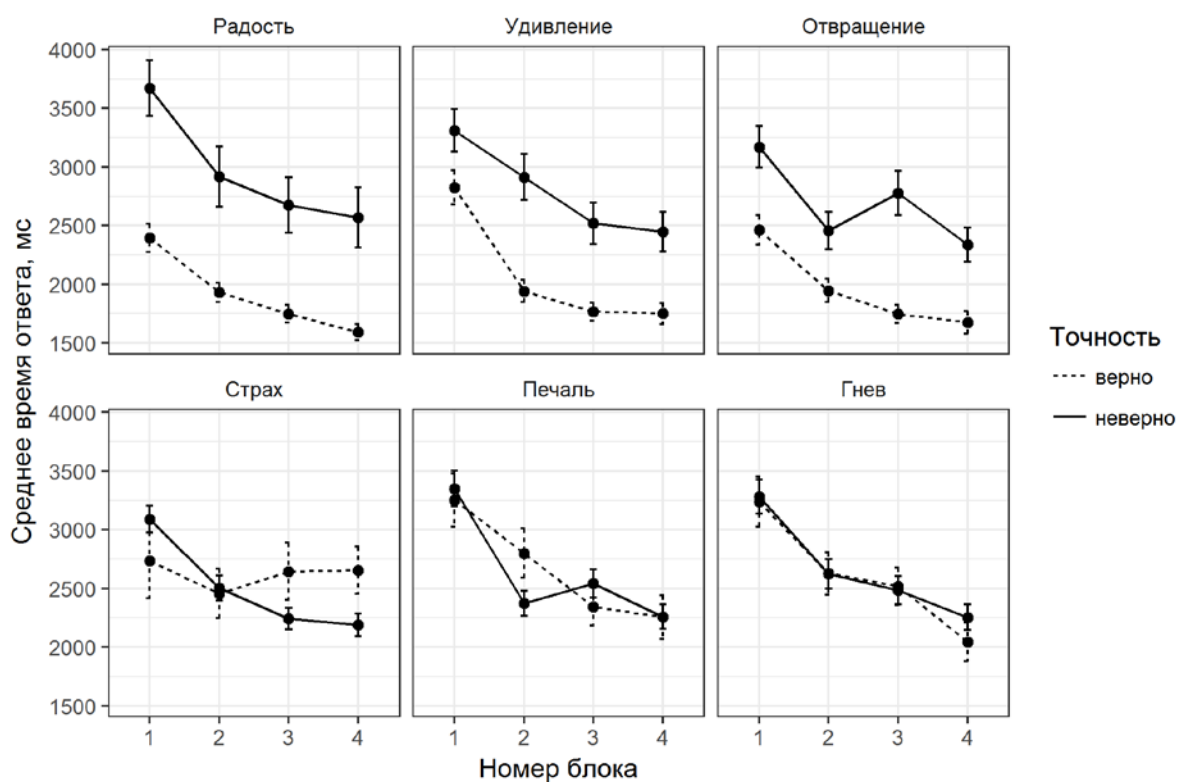 Радость Удивление Отвращение
Среднее время ответа, мс
4000
3500
3000
2500
2000
1500
Точность
верно
неверно
Страх Печаль Гнев
4000
3500
3000
2500
2000
1500
1 2 3 4 1 2 3 4 1 2 3 4
Номер блока